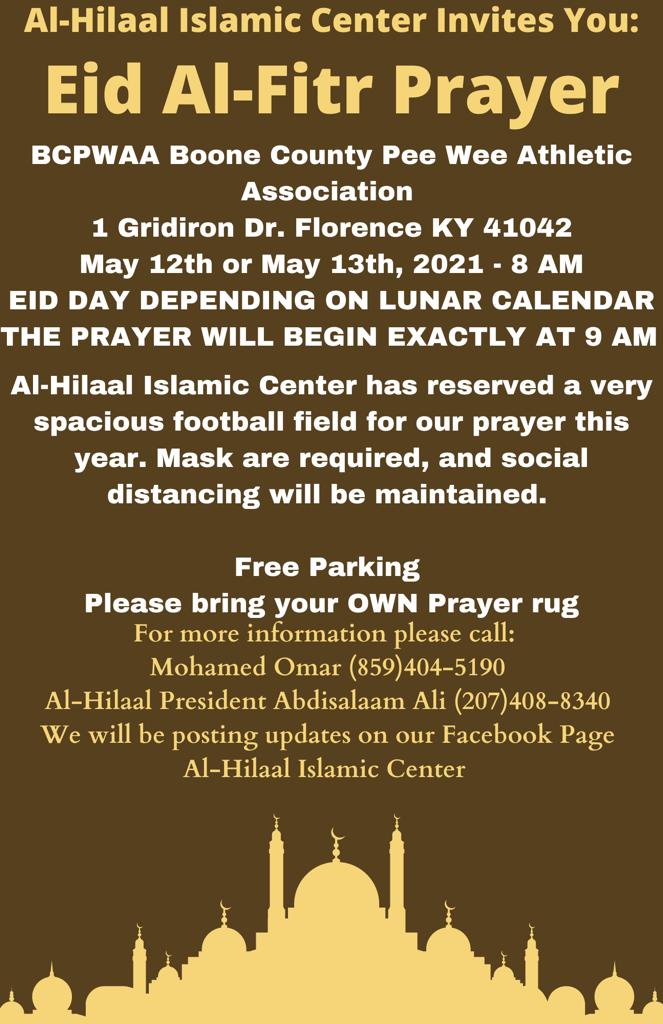 Al-Hilaal Islamic Center Invites You:
Eid Al-Fitr Prayer
BCPWAA Boone County Pee Wee Athletic
Association
1 Gridiron Dr. Florence KY 41042
May 12th or May 13th, 2021 - 8 AM
EID DAY DEPENDING ON LUNAR CALENDAR
THE PRAYER WILL BEGIN EXACTLY AT 9 AM
Al-Hilaal Islamic Center has reserved a very
spacious football field for our prayer this
year. Mask are required, and social
distancing will be maintained.
Free Parking
Please bring your OWN Prayer rug
For more information please call:
Mohamed Omar (859)404-5190
Al-Hilaal President Abdisalaam Ali (207)408-8340
We will be posting updates on our Facebook Page
Al-Hilaal Islamic Center